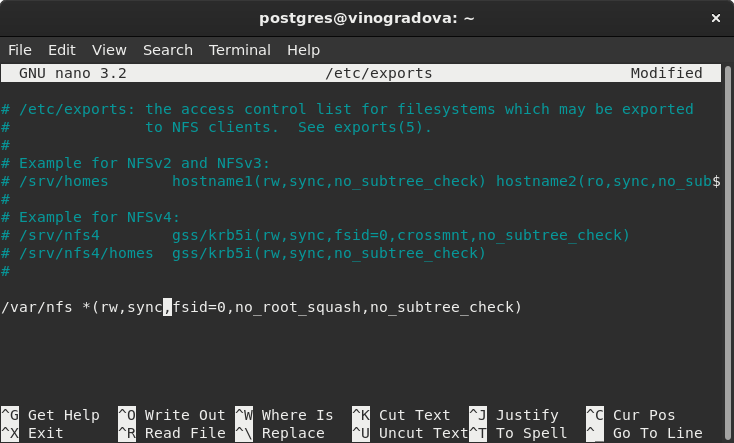 postgres@vinogradova: ~ ×
File Edit View Search Terminal Help
GNU nano 3.2 /etc/exports Modified
# /etc/exports: the access control list for filesystems which may be exported
# to NFS clients. See exports(5).
#
# Example for NFSv2 and NFSv3:
# /srv/homes hostname1(rw,sync,no_subtree_check) hostname2(ro,sync,no_sub$
#
# Example for NFSv4:
# /srv/nfs4 gss/krb5i(rw,sync,fsid=0,crossmnt,no_subtree_check)
# /srv/nfs4/homes gss/krb5i(rw,sync,no_subtree_check)
#
/var/nfs *(rw,sync,fsid=0,no_root_squash,no_subtree_check)
^G Get Help ^O Write Out ^W Where Is ^K Cut Text ^J Justify ^C Cur Pos
^X Exit ^R Read File ^\ Replace ^U Uncut Text ^T To Spell ^_ Go To Line